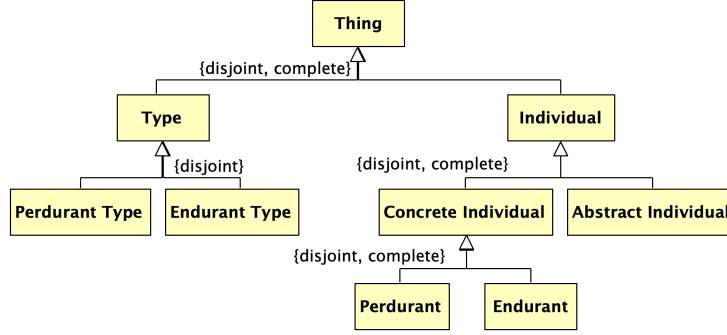 Thing
{disjoint, complete}
Type
Individual
{disjoint}
{disjoint, complete}
Perdurant Type
Endurant Type
Concrete Individual
Abstract Individual
{disjoint, complete}
Perdurant
Endurant